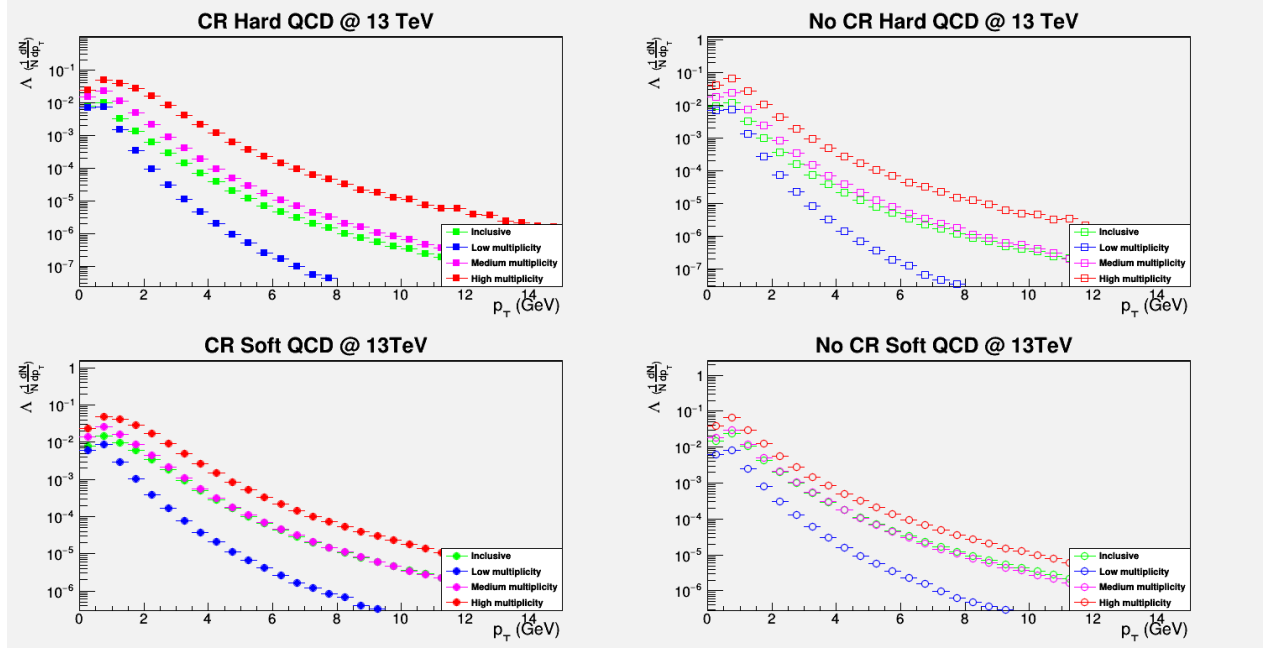 CR Hard QCD @ 13 TeV
Λ (1/N dN/dp_T)
10⁻¹
10⁻²
10⁻³
10⁻⁴
10⁻⁵
10⁻⁶
10⁻⁷
Inclusive
Low multiplicity
Medium multiplicity
High multiplicity
0 2 4 6 8 10 12 14
p_T (GeV)
No CR Hard QCD @ 13 TeV
Λ (1/N dN/dp_T)
1
10⁻¹
10⁻²
10⁻³
10⁻⁴
10⁻⁵
10⁻⁶
10⁻⁷
Inclusive
Low multiplicity
Medium multiplicity
High multiplicity
0 2 4 6 8 10 12 14
p_T (GeV)
CR Soft QCD @ 13TeV
Λ (1/N dN/dp_T)
1
10⁻¹
10⁻²
10⁻³
10⁻⁴
10⁻⁵
10⁻⁶
Inclusive
Low multiplicity
Medium multiplicity
High multiplicity
0 2 4 6 8 10 12 14
p_T (GeV)
No CR Soft QCD @ 13TeV
Λ (1/N dN/dp_T)
1
10⁻¹
10⁻²
10⁻³
10⁻⁴
10⁻⁵
10⁻⁶
Inclusive
Low multiplicity
Medium multiplicity
High multiplicity
0 2 4 6 8 10 12 14
p_T (GeV)